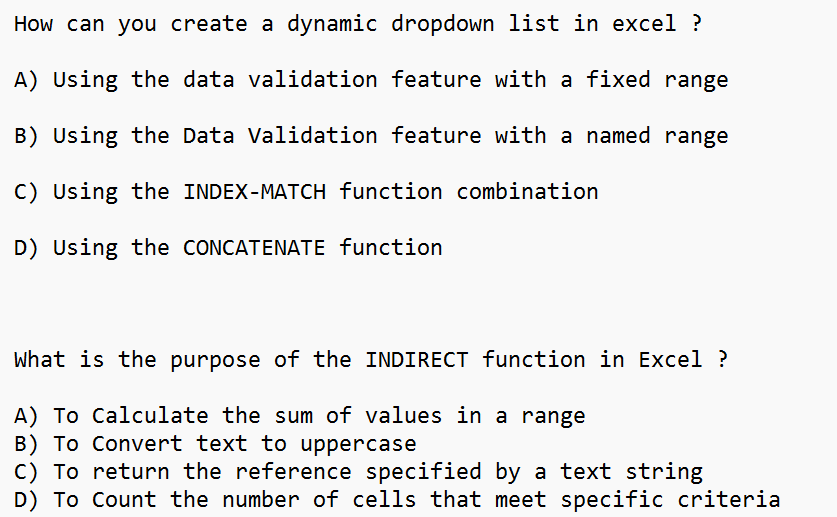 How can you create a dynamic dropdown list in excel ?
A) Using the data validation feature with a fixed range
B) Using the Data Validation feature with a named range
C) Using the INDEX-MATCH function combination
D) Using the CONCATENATE function
What is the purpose of the INDIRECT function in Excel ?
A) To Calculate the sum of values in a range
B) To Convert text to uppercase
C) To return the reference specified by a text string
D) To Count the number of cells that meet specific criteria